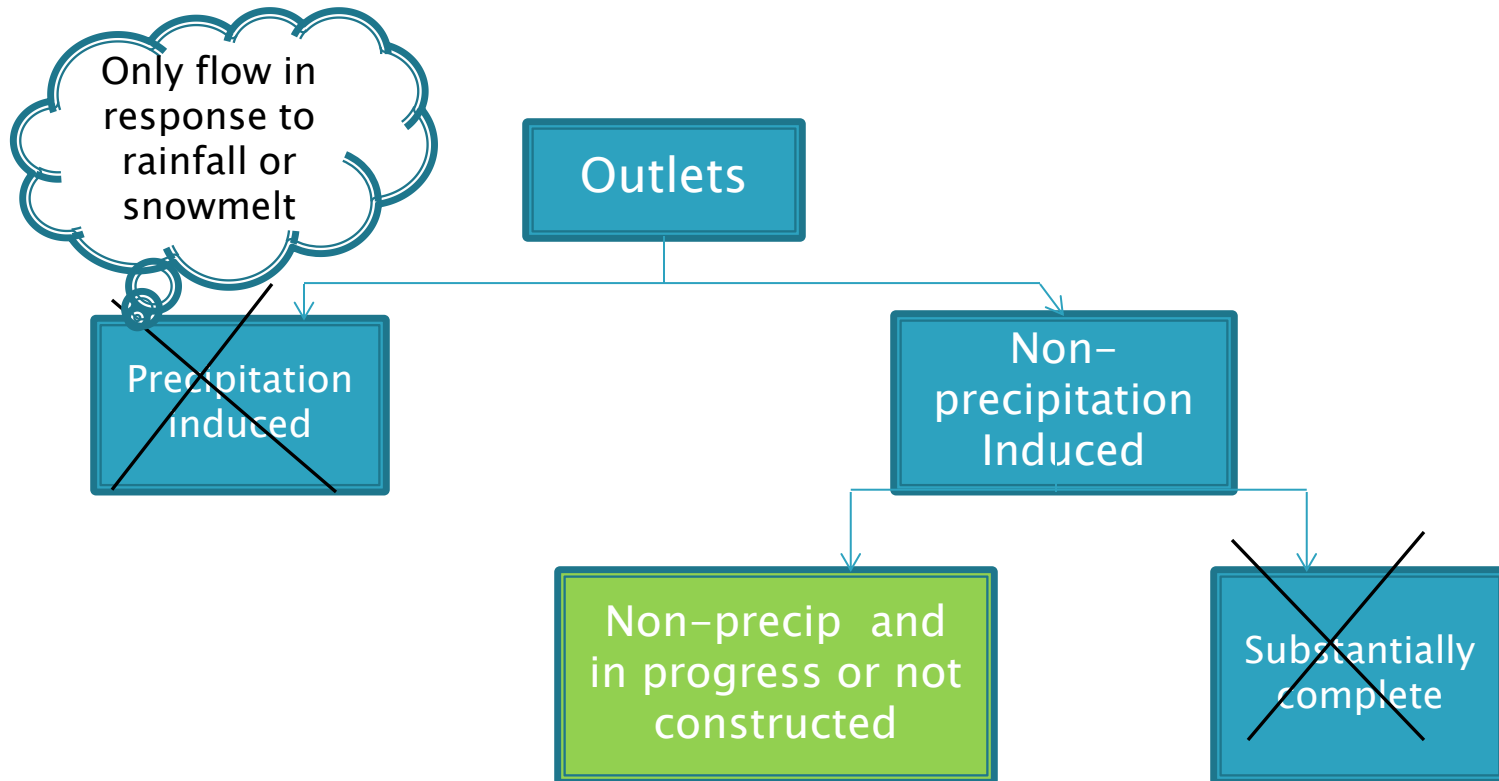 Only flow in
response to
rainfall or
snowmelt
Outlets
Precipitation
induced
Non-
precipitation
Induced
Non-precip and
in progress or not
constructed
Substantially
complete